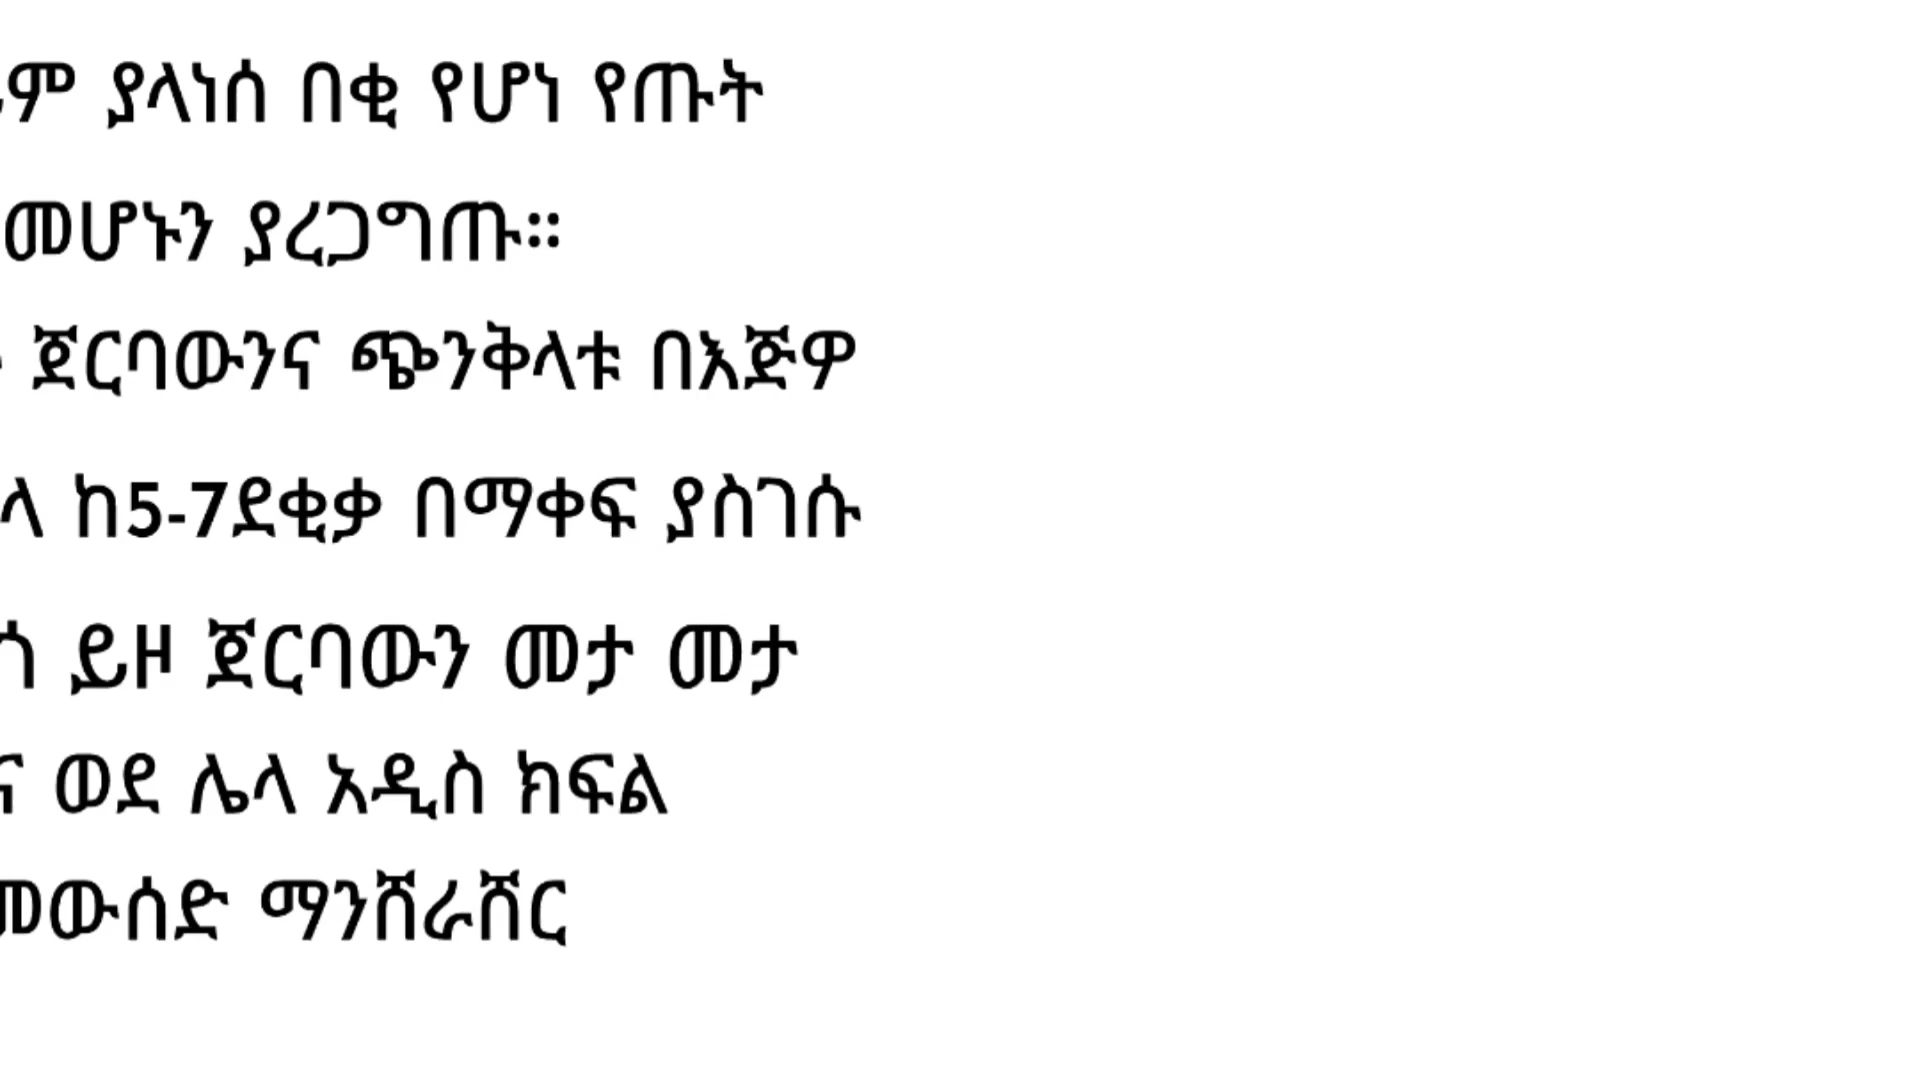 ያላነሰ በቂ የሆነ የጡት
መሆኑን ያረጋግጡ።
ጀርባውንና ጭንቅላቱ በእጅዎ
ከ5-7ደቂቃ በማቀፍ ያስገሱ
ይዞ ጀርባውን መታ መታ
ወደ ሌላ አዲስ ክፍል
መውሰድ ማንሸራሸር